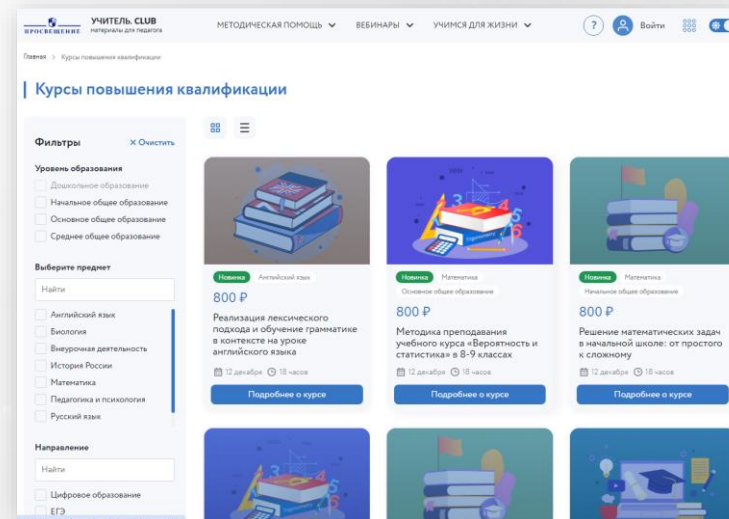 ПРОСВЕЩЕНИЕ
УЧИТЕЛЬ. CLUB
материалы для педагога
МЕТОДИЧЕСКАЯ ПОМОЩЬ
ВЕБИНАРЫ
УЧИМСЯ ДЛЯ ЖИЗНИ
?
Войти
Главная > Курсы повышения квалификации
Курсы повышения квалификации
Фильтры
X Очистить
Уровень образования
Дошкольное образование
Начальное общее образование
Основное общее образование
Среднее общее образование
Выберите предмет
Найти
Английский язык
Биология
Внеурочная деятельность
История России
Математика
Педагогика и психология
Русский язык
Направление
Найти
Цифровое образование
ЕГЭ
Новинка Английский язык
800 ₽
Реализация лексического
подхода и обучение грамматике
в контексте на уроке
английского языка
12 декабря 18 часов
Подробнее о курсе
Новинка Математика
Основное общее образование
800 ₽
Методика преподавания
учебного курса «Вероятность и
статистика» в 8-9 классах
12 декабря 18 часов
Подробнее о курсе
Новинка Математика
Начальное общее образование
800 ₽
Решение математических задач
в начальной школе: от простого
к сложному
12 декабря 18 часов
Подробнее о курсе